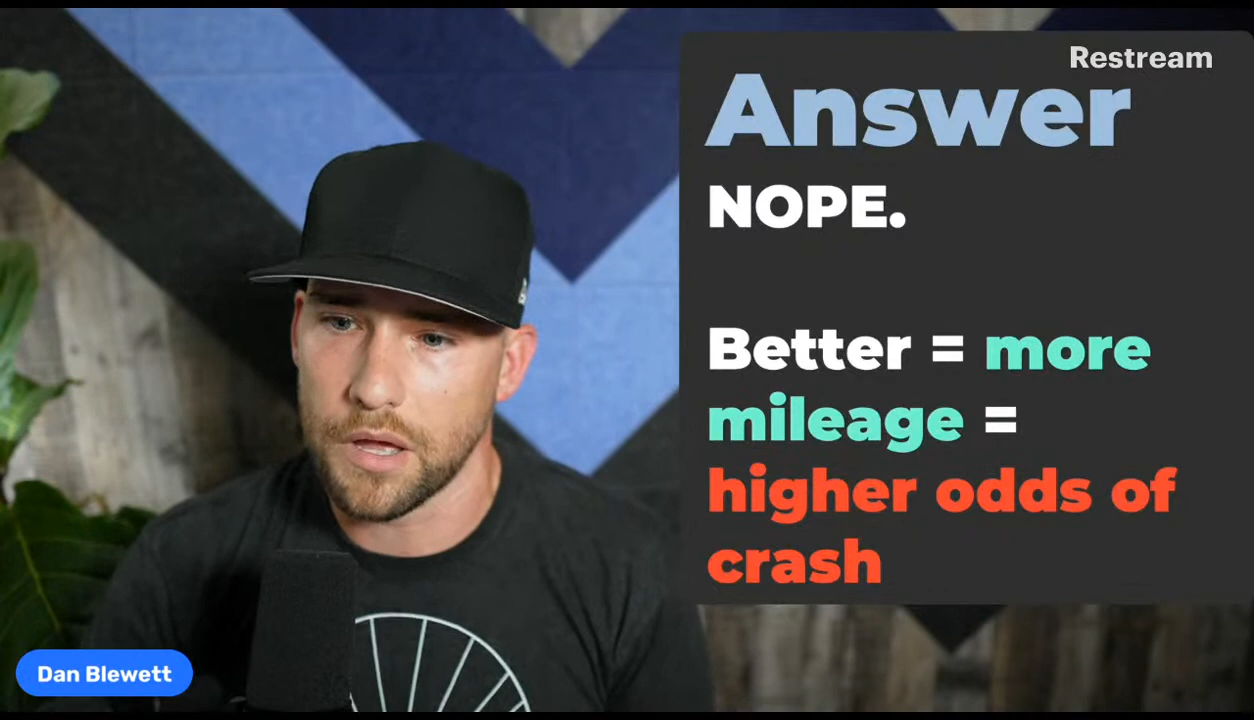 Restream
Answer
NOPE.
Better = more
mileage =
higher odds of
crash
Dan Blewett